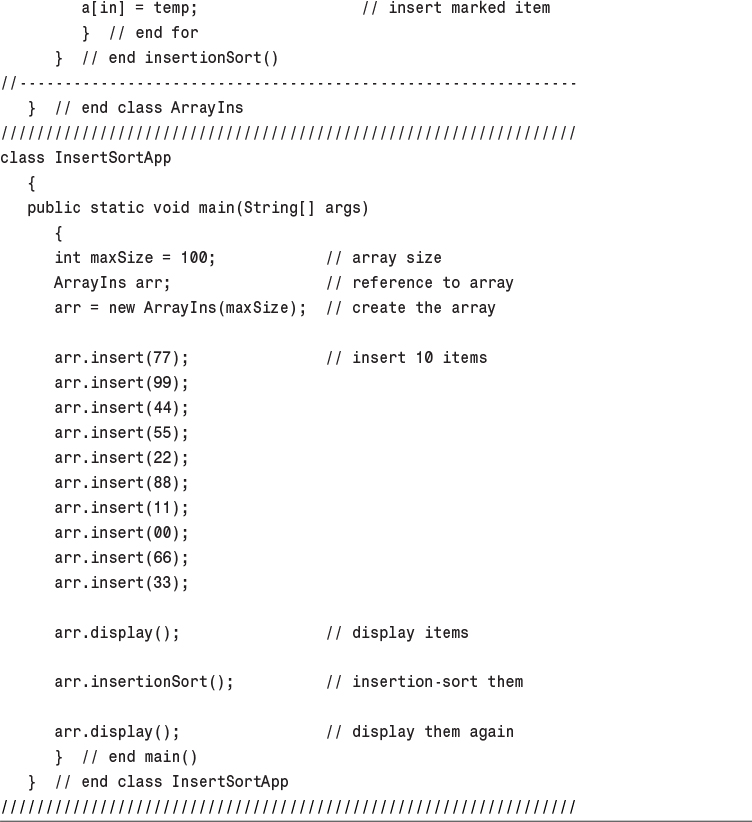 a[in] = temp;                  // insert marked item
         }  // end for
      }  // end insertionSort()
//--------------------------------------------------------------
   }  // end class ArrayIns
////////////////////////////////////////////////////////////////
class InsertSortApp
   {
   public static void main(String[] args)
      {
      int maxSize = 100;            // array size
      ArrayIns arr;                 // reference to array
      arr = new ArrayIns(maxSize);  // create the array

      arr.insert(77);               // insert 10 items
      arr.insert(99);
      arr.insert(44);
      arr.insert(55);
      arr.insert(22);
      arr.insert(88);
      arr.insert(11);
      arr.insert(00);
      arr.insert(66);
      arr.insert(33);

      arr.display();                // display items

      arr.insertionSort();          // insertion-sort them

      arr.display();                // display them again
      }  // end main()
   }  // end class InsertSortApp
////////////////////////////////////////////////////////////////